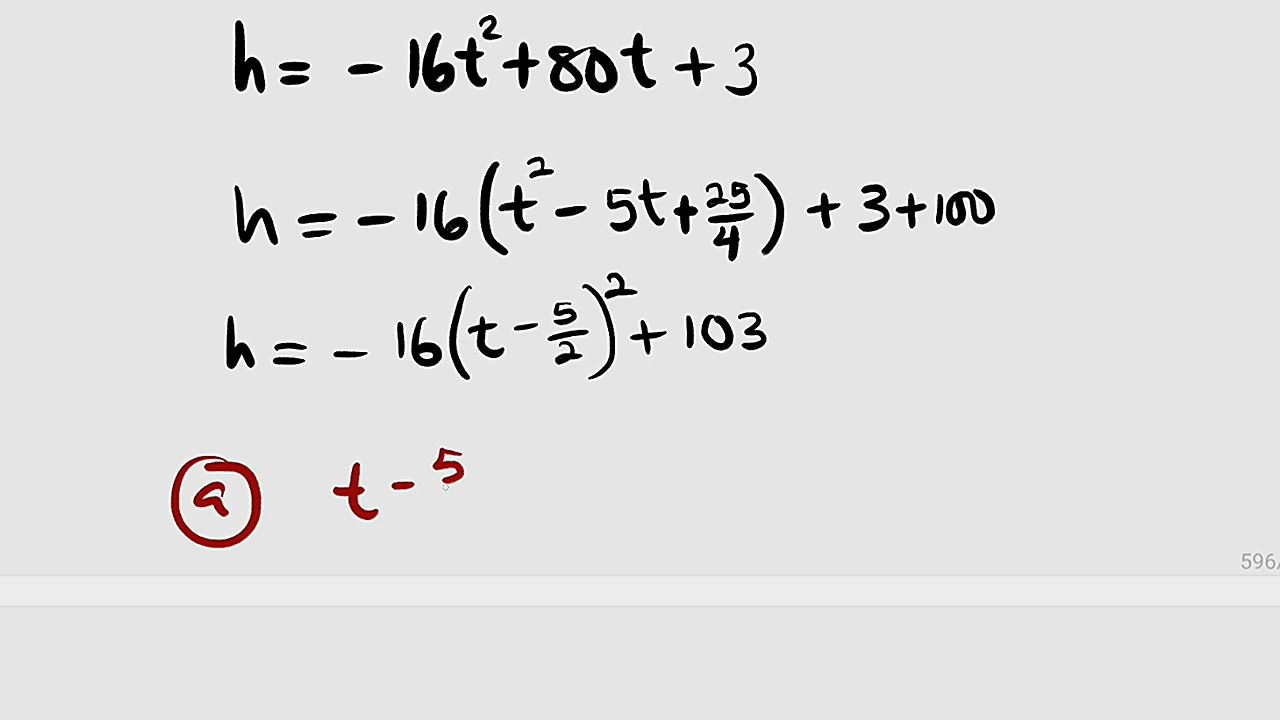 h = - 16t² + 80t + 3
h = - 16(t² - 5t + 25/4) + 3 + 100
h = - 16(t - 5/2)² + 103
a t - 5
596/